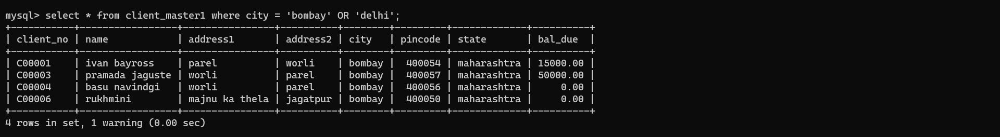 mysql> select * from client_master1 where city = 'bombay' OR 'delhi';
+-----------+-----------------+----------------+----------+--------+---------+-------------+----------+
| client_no | name            | address1       | address2 | city   | pincode | state       | bal_due  |
+-----------+-----------------+----------------+----------+--------+---------+-------------+----------+
| C00001    | ivan bayross    | parel          | worli    | bombay |  400054 | maharashtra | 15000.00 |
| C00003    | pramada jaguste | worli          | parel    | bombay |  400057 | maharashtra | 50000.00 |
| C00004    | basu navindgi   | worli          | parel    | bombay |  400056 | maharashtra |     0.00 |
| C00006    | rukhmini        | majnu ka thela | jagatpur | bombay |  400050 | maharashtra |     0.00 |
+-----------+-----------------+----------------+----------+--------+---------+-------------+----------+
4 rows in set, 1 warning (0.00 sec)